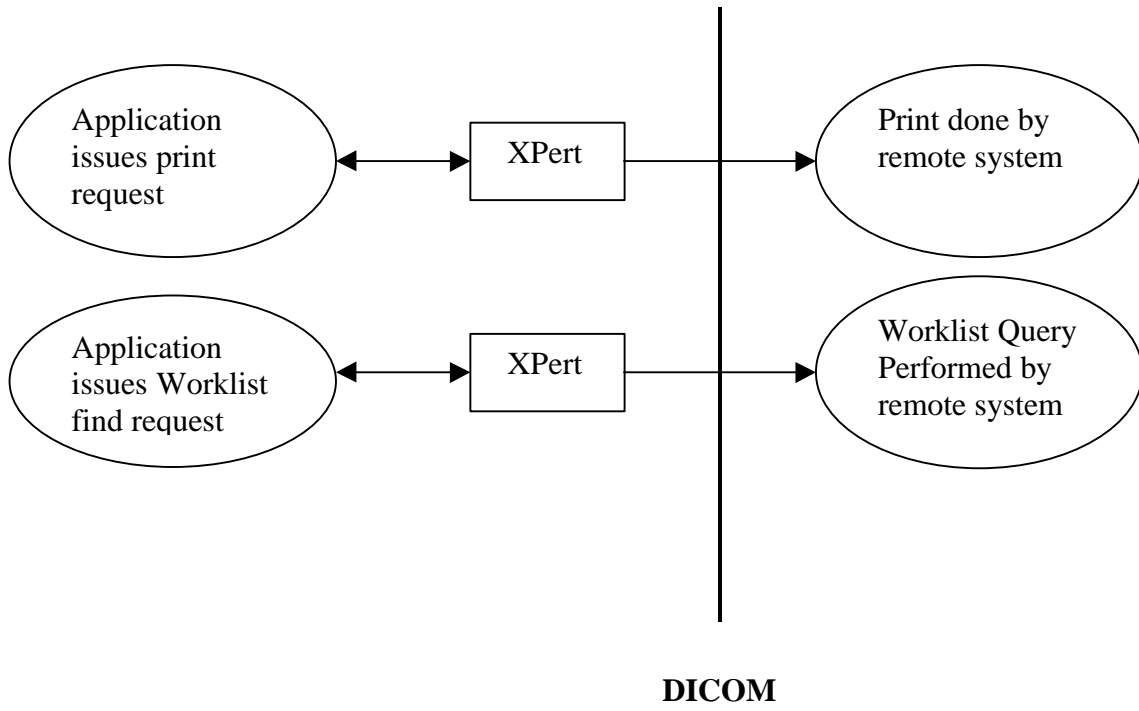 Application
issues print
request
XPert
Print done by
remote system
Application
issues Worklist
find request
XPert
Worklist Query
Performed by
remote system
DICOM